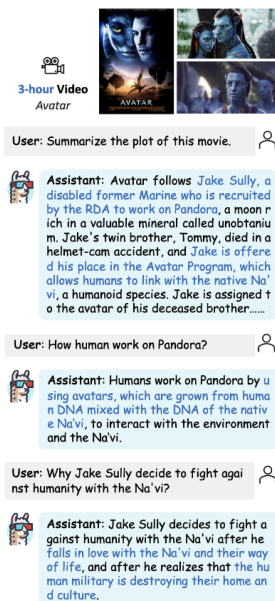 3-hour Video
Avatar
AVATAR
User: Summarize the plot of this movie.
Assistant: Avatar follows Jake Sully, a
disabled former Marine who is recruited
by the RDA to work on Pandora, a moon r
ich in a valuable mineral called unobtaniu
m. Jake's twin brother, Tommy, died in a
helmet-cam accident, and Jake is offere
d his place in the Avatar Program, which
allows humans to link with the native Na'
vi, a humanoid species. Jake is assigned t
o the avatar of his deceased brother......
User: How human work on Pandora?
Assistant: Humans work on Pandora by u
sing avatars, which are grown from huma
n DNA mixed with the DNA of the nativ
e Na'vi, to interact with the environment
and the Na'vi.
User: Why Jake Sully decide to fight agai
nst humanity with the Na'vi?
Assistant: Jake Sully decides to fight a
gainst humanity with the Na'vi after he
falls in love with the Na'vi and their way
of life, and after he realizes that the hu
man military is destroying their home an
d culture.